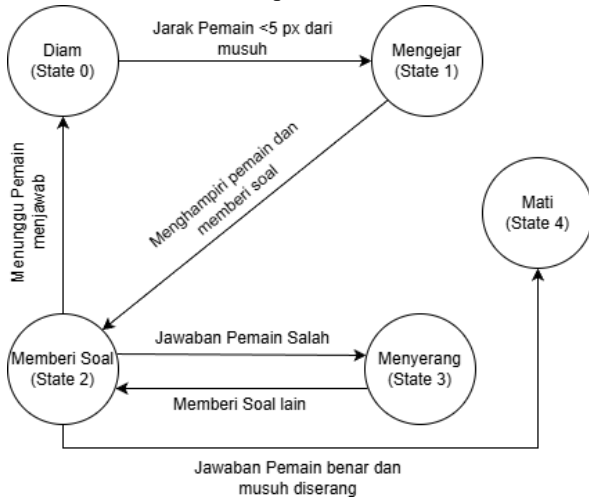 Diam
(State 0)
Jarak Pemain <5 px dari
musuh
Mengejar
(State 1)
Menghampiri pemain dan
memberi soal
Menunggu Pemain
menjawab
Mati
(State 4)
Memberi Soal
(State 2)
Jawaban Pemain Salah
Menyerang
(State 3)
Memberi Soal lain
Jawaban Pemain benar dan
musuh diserang